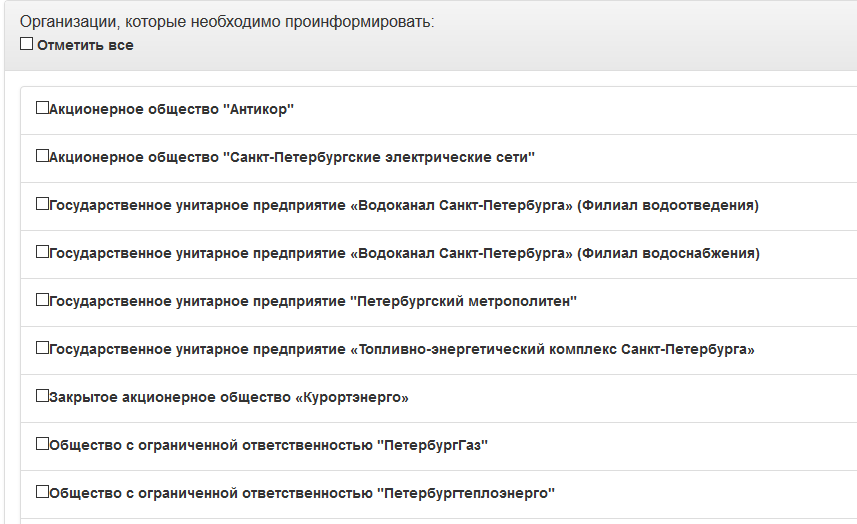 Организации, которые необходимо проинформировать:
Отметить все
Акционерное общество "Антикор"
Акционерное общество "Санкт-Петербургские электрические сети"
Государственное унитарное предприятие «Водоканал Санкт-Петербурга» (Филиал водоотведения)
Государственное унитарное предприятие «Водоканал Санкт-Петербурга» (Филиал водоснабжения)
Государственное унитарное предприятие "Петербургский метрополитен"
Государственное унитарное предприятие «Топливно-энергетический комплекс Санкт-Петербурга»
Закрытое акционерное общество «Курортэнерго»
Общество с ограниченной ответственностью "ПетербургГаз"
Общество с ограниченной ответственностью "Петербургтеплоэнерго"